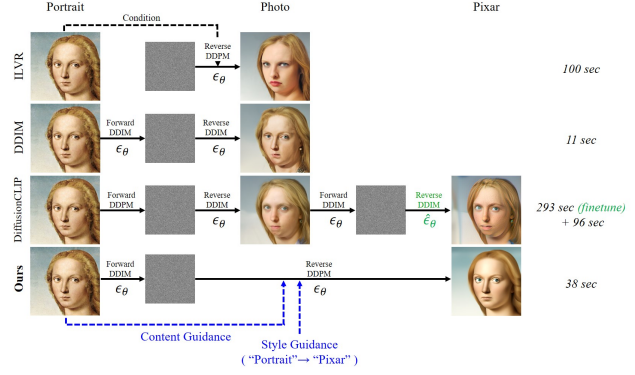 Portrait Photo Pixar
Condition
ILVR
Reverse
DDPM
ϵθ
100 sec
DDIM
Forward
DDIM
ϵθ
Reverse
DDIM
ϵθ
11 sec
DiffusionCLIP
Forward
DDPM
ϵθ
Reverse
DDIM
ϵθ
Forward
DDIM
ϵθ
Reverse
DDIM
ϵ̂θ
293 sec (finetune)
+ 96 sec
Ours
Forward
DDIM
ϵθ
Reverse
DDPM
ϵθ
38 sec
Content Guidance
Style Guidance
( “Portrait”→ “Pixar” )